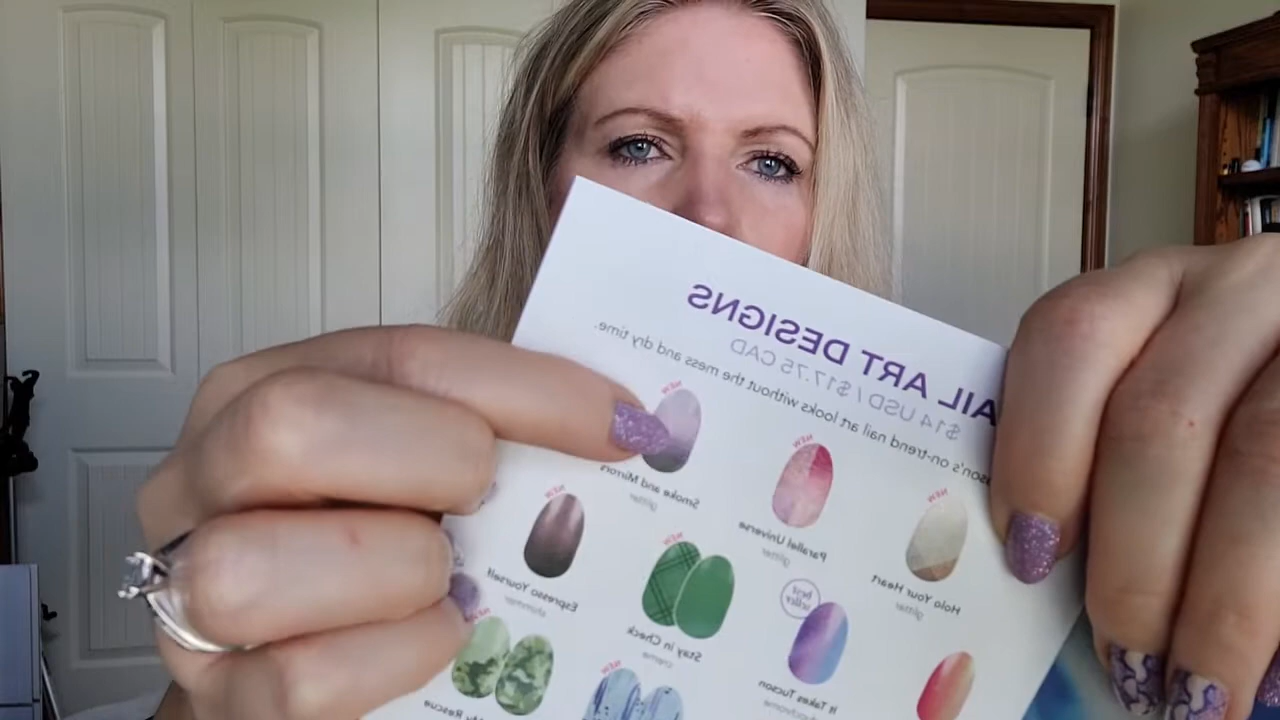 AIL ART DESIGNS
$14 USD / $17.75 CAD
son's on-trend nail art looks without the mess and dry time.
NEW
NEW
NEW
Holo Your Heart
glitter
Parallel Universe
glitter
Smoke and Mirrors
glitter
best seller
NEW
NEW
It Takes Tucson
Stay in Check
creme
Espresso Yourself
shimmer
NEW
NEW
My Rescue